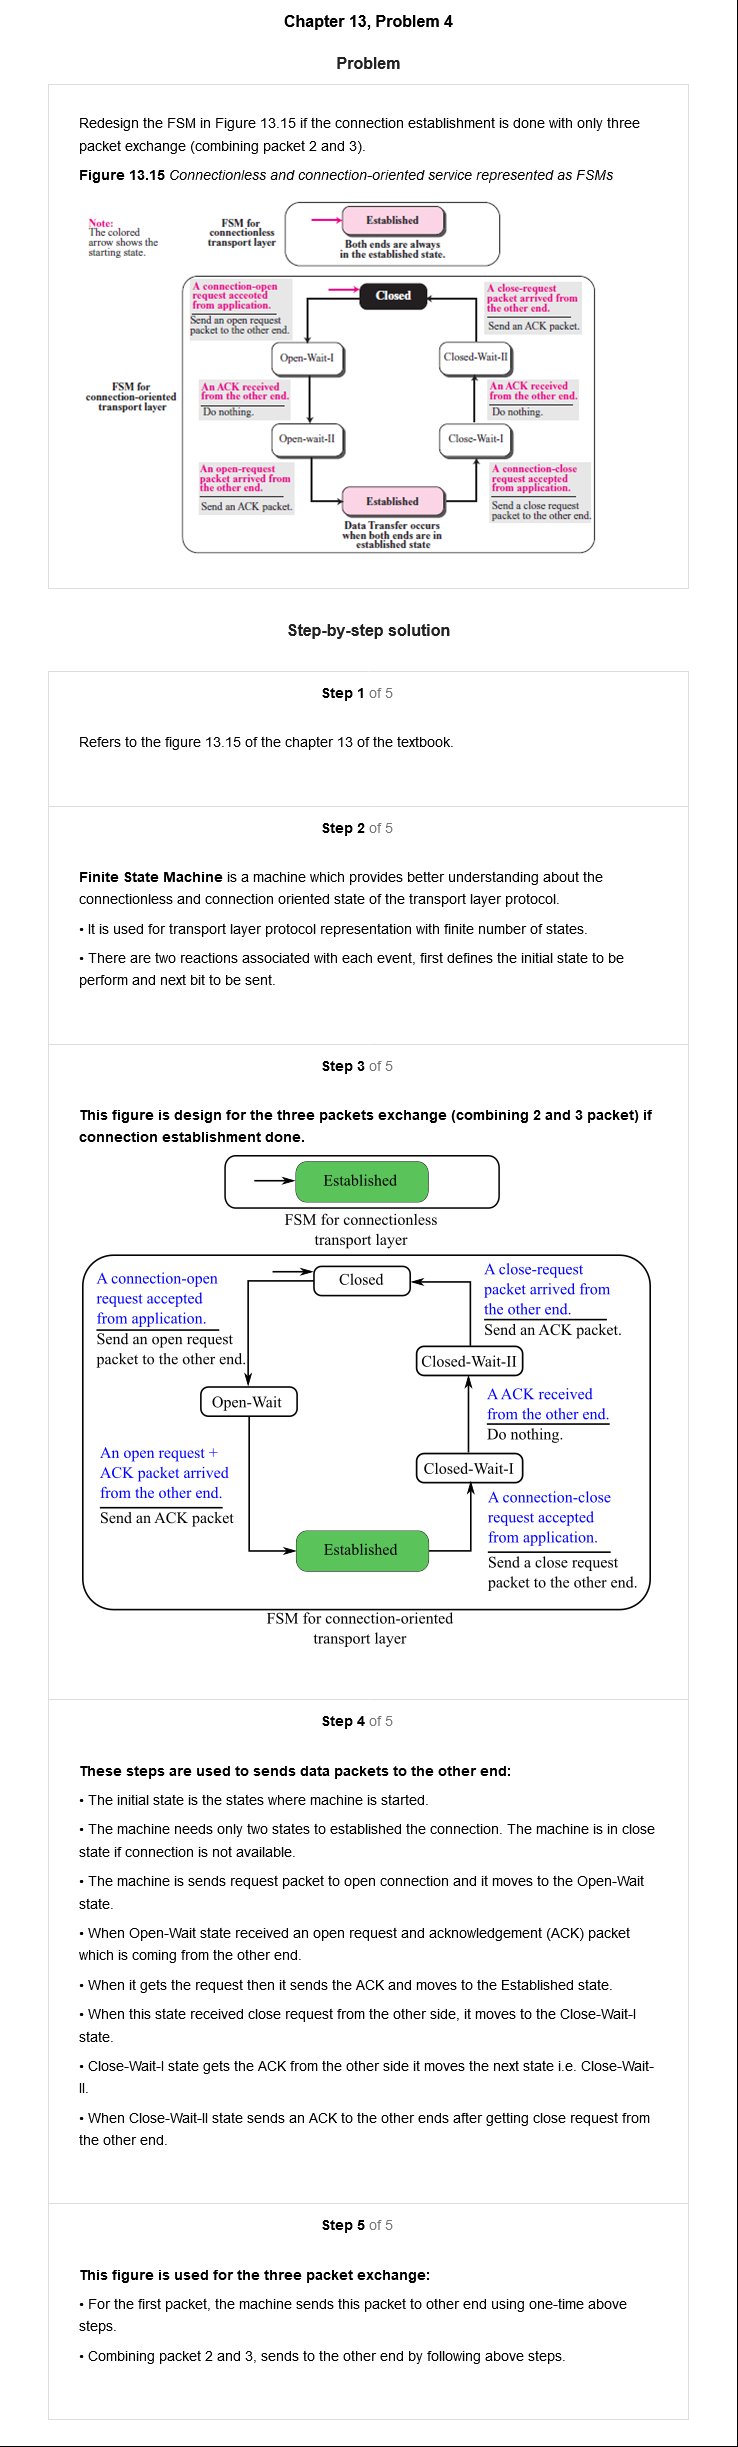 Chapter 13, Problem 4
Problem
Redesign the FSM in Figure 13.15 if the connection establishment is done with only three
packet exchange (combining packet 2 and 3).
Figure 13.15 Connectionless and connection-oriented service represented as FSMs
Note:
The colored
arrow shows the
starting state.
FSM for
connectionless
transport layer
Established
Both ends are always
in the established state.
FSM for
connection-oriented
transport layer
A connection-open
request acceoted
from application.
Send an open request
packet to the other end.
Closed
A close-request
packet arrived from
the other end.
Send an ACK packet.
Open-Wait-I
Closed-Wait-II
An ACK received
from the other end.
Do nothing.
An ACK received
from the other end.
Do nothing.
Open-wait-II
Close-Wait-I
An open-request
packet arrived from
the other end.
Send an ACK packet.
Established
A connection-close
request accepted
from application.
Send a close request
packet to the other end.
Data Transfer occurs
when both ends are in
established state
Step-by-step solution
Step 1 of 5
Refers to the figure 13.15 of the chapter 13 of the textbook.
Step 2 of 5
Finite State Machine is a machine which provides better understanding about the
connectionless and connection oriented state of the transport layer protocol.
• It is used for transport layer protocol representation with finite number of states.
• There are two reactions associated with each event, first defines the initial state to be
perform and next bit to be sent.
Step 3 of 5
This figure is design for the three packets exchange (combining 2 and 3 packet) if
connection establishment done.
Established
FSM for connectionless
transport layer
A connection-open
request accepted
from application.
Send an open request
packet to the other end.
Closed
A close-request
packet arrived from
the other end.
Send an ACK packet.
Closed-Wait-II
Open-Wait
A ACK received
from the other end.
Do nothing.
An open request +
ACK packet arrived
from the other end.
Send an ACK packet
Closed-Wait-I
A connection-close
request accepted
from application.
Send a close request
packet to the other end.
Established
FSM for connection-oriented
transport layer
Step 4 of 5
These steps are used to sends data packets to the other end:
• The initial state is the states where machine is started.
• The machine needs only two states to established the connection. The machine is in close
state if connection is not available.
• The machine is sends request packet to open connection and it moves to the Open-Wait
state.
• When Open-Wait state received an open request and acknowledgement (ACK) packet
which is coming from the other end.
• When it gets the request then it sends the ACK and moves to the Established state.
• When this state received close request from the other side, it moves to the Close-Wait-I
state.
• Close-Wait-I state gets the ACK from the other side it moves the next state i.e. Close-Wait-
II.
• When Close-Wait-II state sends an ACK to the other ends after getting close request from
the other end.
Step 5 of 5
This figure is used for the three packet exchange:
• For the first packet, the machine sends this packet to other end using one-time above
steps.
• Combining packet 2 and 3, sends to the other end by following above steps.